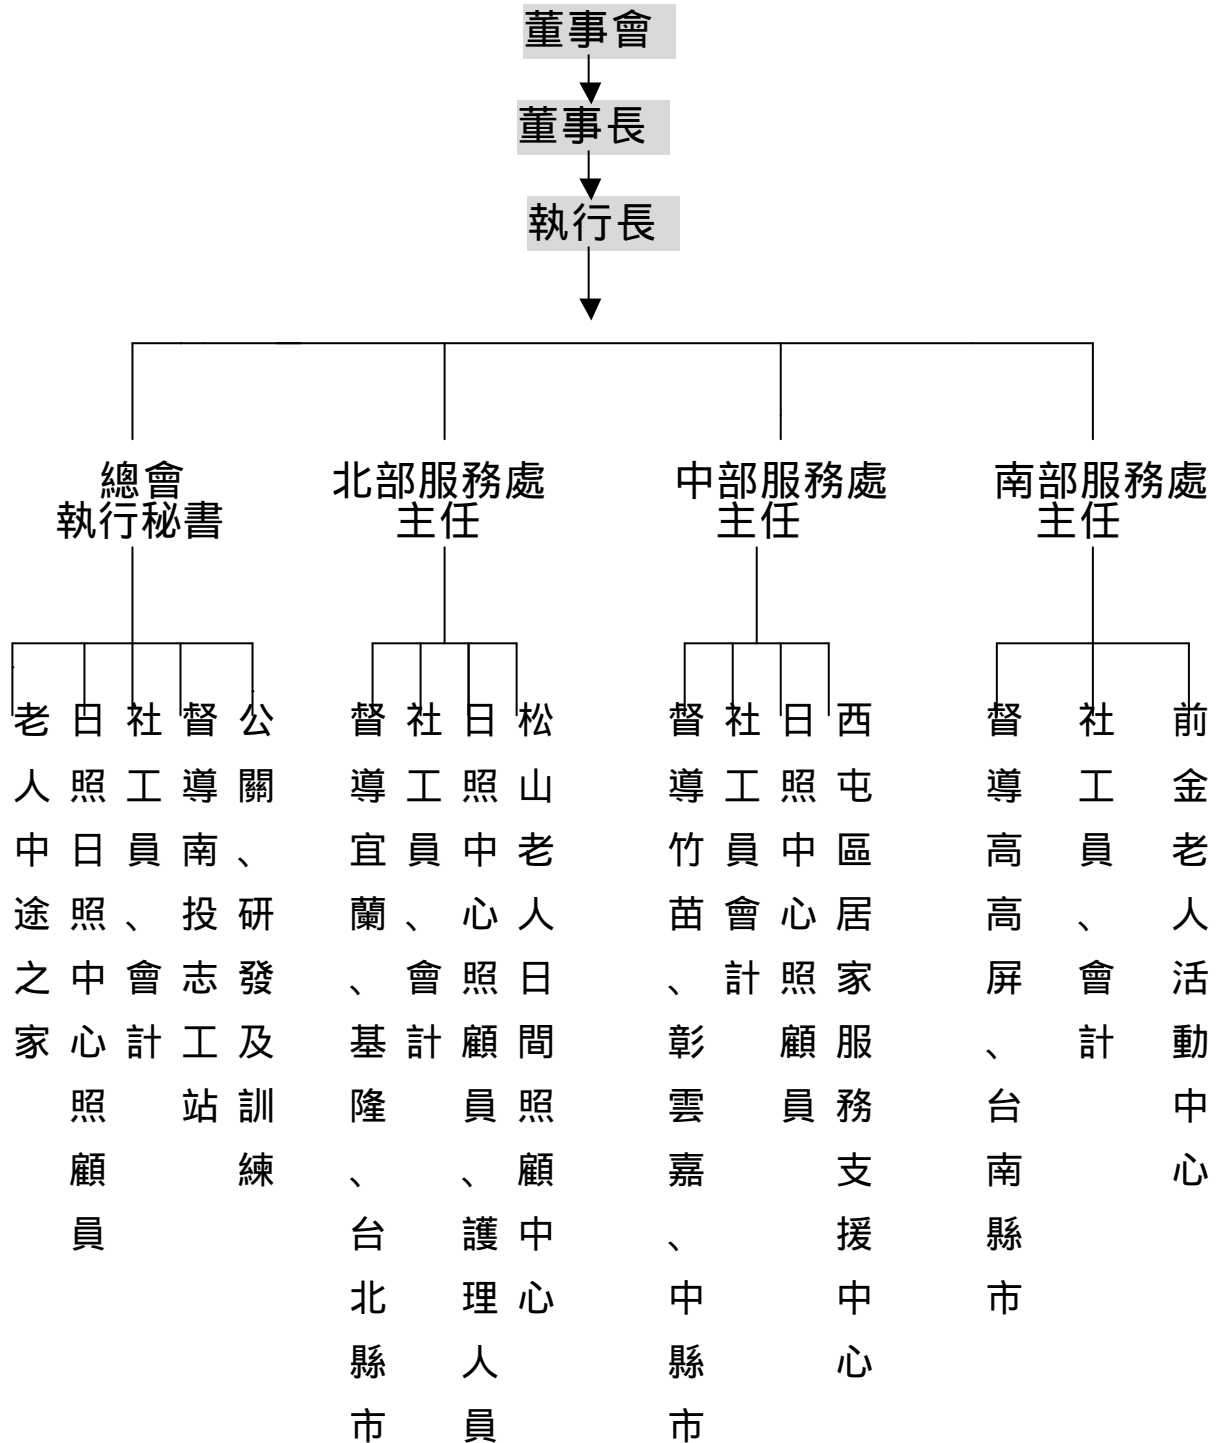 董事會
董事長
執行長
總會
執行秘書
北部服務處
主任
中部服務處
主任
南部服務處
主任
老人中途之家
日照日照中心照顧員
社工員、會計
督導南投志工站
公關、研發及訓練
督導宜蘭、基隆、台北縣市
社工員、會計
日照中心照顧員、護理人員
松山老人日間照顧中心
督導竹苗、彰雲嘉、中縣市
社工員會計
日照中心照顧員
西屯區居家服務支援中心
督導高高屏、台南縣市
社工員、會計
前金老人活動中心